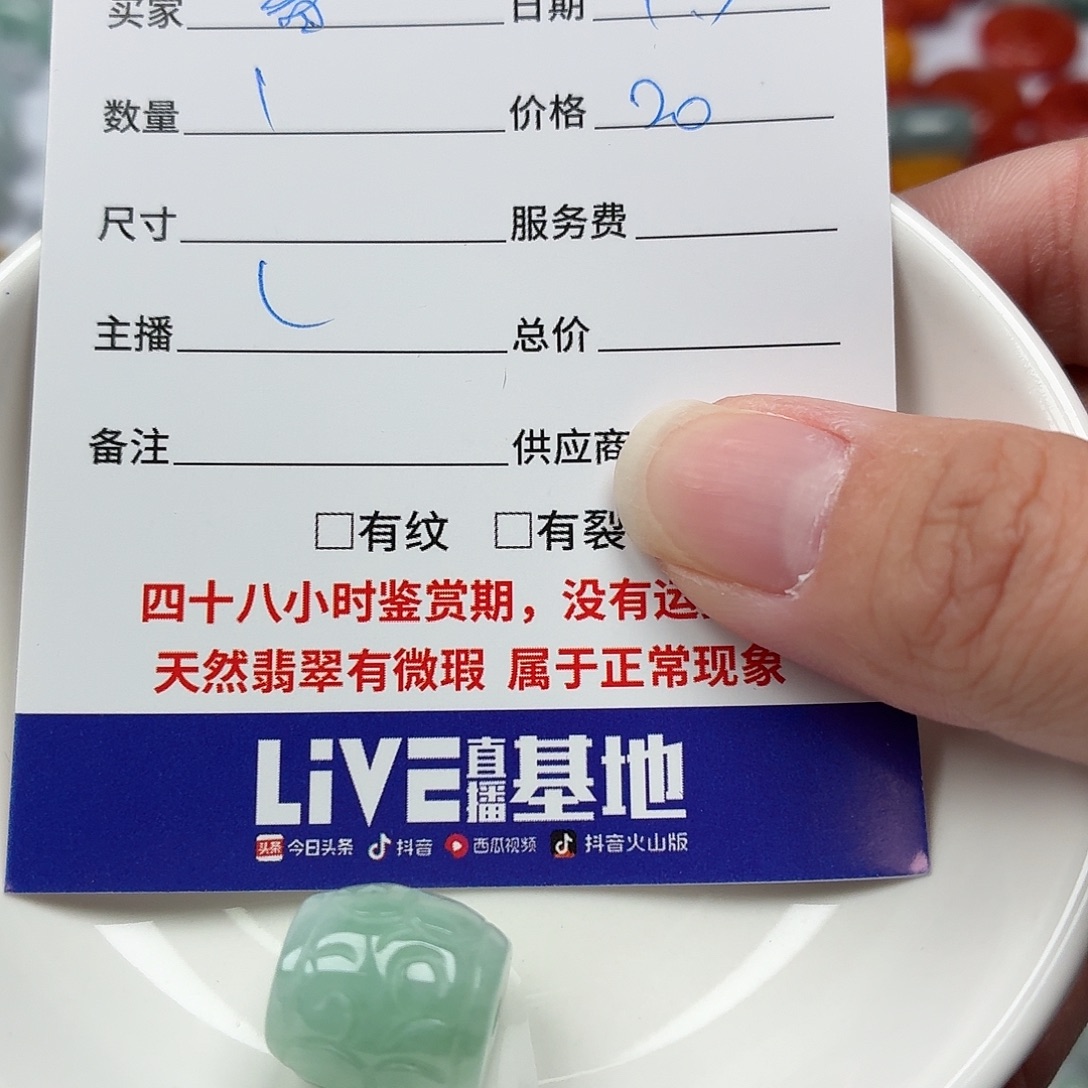 买家 日期
数量 1 价格 20
尺寸 服务费
主播 总价
备注 供应商
□有纹 □有裂
四十八小时鉴赏期，没有运
天然翡翠有微瑕 属于正常现象
LiVE直播基地
头条 今日头条 抖音 西瓜视频 抖音火山版